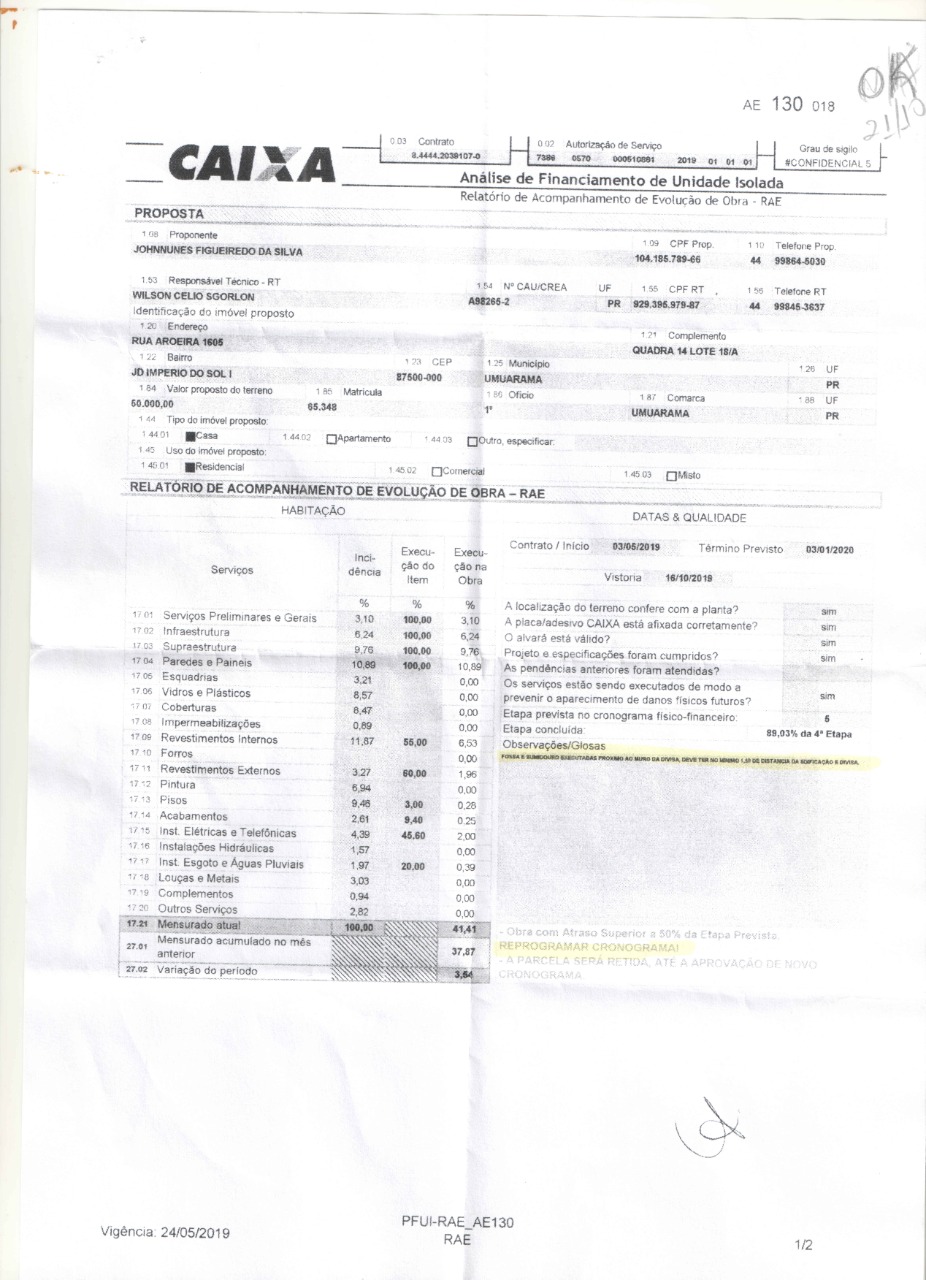 OK
21/10
AE 130 018
CAIXA
0.03 Contrato
8.4444.2039107-0
0.02 Autorização de Serviço
7386 0570 000510881 2019 01 01 01
Grau de sigilo
#CONFIDENCIAL 5
Análise de Financiamento de Unidade Isolada
Relatório de Acompanhamento de Evolução de Obra - RAE
PROPOSTA
1.08 Proponente
JOHNNUNES FIGUEIREDO DA SILVA
1.09 CPF Prop.
104.185.789-66
1.10 Telefone Prop.
44 99864-5030
1.53 Responsável Técnico - RT
WILSON CELIO SGORLON
1.54 Nº CAU/CREA
A98265-2
UF
PR
1.55 CPF RT
929.395.979-87
1.56 Telefone RT
44 99845-3637
Identificação do imóvel proposto
1.20 Endereço
RUA AROEIRA 1605
1.21 Complemento
QUADRA 14 LOTE 18/A
1.22 Bairro
JD IMPERIO DO SOL I
1.23 CEP
87500-000
1.25 Município
UMUARAMA
1.26 UF
PR
1.84 Valor proposto do terreno
50.000,00
1.85 Matrícula
65.348
1.86 Ofício
1º
1.87 Comarca
UMUARAMA
1.88 UF
PR
1.44 Tipo do imóvel proposto:
1.44.01 Casa
1.44.02 Apartamento
1.44.03 Outro, especificar:
1.45 Uso do imóvel proposto:
1.45.01 Residencial
1.45.02 Comercial
1.45.03 Misto
RELATÓRIO DE ACOMPANHAMENTO DE EVOLUÇÃO DE OBRA – RAE
HABITAÇÃO
Serviços
Inci-
dência
Execu-
ção do
Item
Execu-
ção na
Obra
% % %
17.01 Serviços Preliminares e Gerais 3,10 100,00 3,10
17.02 Infraestrutura 6,24 100,00 6,24
17.03 Supraestrutura 9,76 100,00 9,76
17.04 Paredes e Paineis 10,89 100,00 10,89
17.05 Esquadrias 3,21 0,00
17.06 Vidros e Plásticos 8,57 0,00
17.07 Coberturas 8,47 0,00
17.08 Impermeabilizações 0,89 0,00
17.09 Revestimentos Internos 11,87 55,00 6,53
17.10 Forros 0,00
17.11 Revestimentos Externos 3,27 60,00 1,96
17.12 Pintura 6,94 0,00
17.13 Pisos 9,46 3,00 0,28
17.14 Acabamentos 2,61 9,40 0,25
17.15 Inst. Elétricas e Telefônicas 4,39 45,60 2,00
17.16 Instalações Hidráulicas 1,57 0,00
17.17 Inst. Esgoto e Águas Pluviais 1,97 20,00 0,39
17.18 Louças e Metais 3,03 0,00
17.19 Complementos 0,94 0,00
17.20 Outros Serviços 2,82 0,00
17.21 Mensurado atual 100,00 41,41
27.01 Mensurado acumulado no mês
anterior 37,87
27.02 Variação do período 3,54
DATAS & QUALIDADE
Contrato / Início 03/05/2019 Término Previsto 03/01/2020
Vistoria 16/10/2019
A localização do terreno confere com a planta? sim
A placa/adesivo CAIXA está afixada corretamente? sim
O alvará está válido? sim
Projeto e especificações foram cumpridos? sim
As pendências anteriores foram atendidas?
Os serviços estão sendo executados de modo a
prevenir o aparecimento de danos físicos futuros? sim
Etapa prevista no cronograma físico-financeiro: 5
Etapa concluída: 89,03% da 4ª Etapa
Observações/Glosas
FOSSA E SUMIDOURO EXECUTADAS PROXIMO AO MURO DA DIVISA, DEVE TER NO MÍNIMO 1,50 DE DISTANCIA DA EDIFICAÇÃO E DIVISA.
- Obra com Atraso Superior a 50% da Etapa Prevista.
REPROGRAMAR CRONOGRAMA!
- A PARCELA SERÁ RETIDA, ATÉ A APROVAÇÃO DE NOVO
CRONOGRAMA
Vigência: 24/05/2019
PFUI-RAE_AE130
RAE
1/2